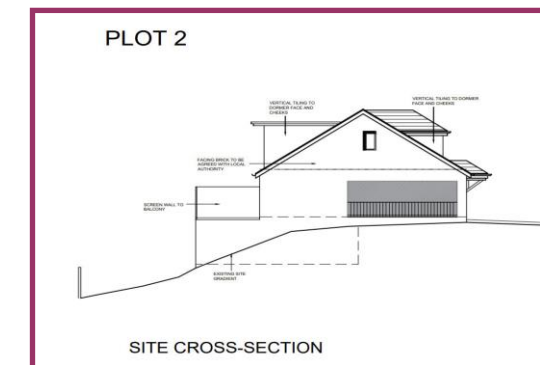 PLOT 2
VERTICAL TILING TO
DORMER FACE AND
CHEEKS
VERTICAL TILING TO DORMER
FACE AND CHEEKS
FACING BRICK TO BE
AGREED WITH LOCAL
AUTHORITY
SCREEN WALL TO
BALCONY
EXISTING SITE
GRADIENT
SITE CROSS-SECTION